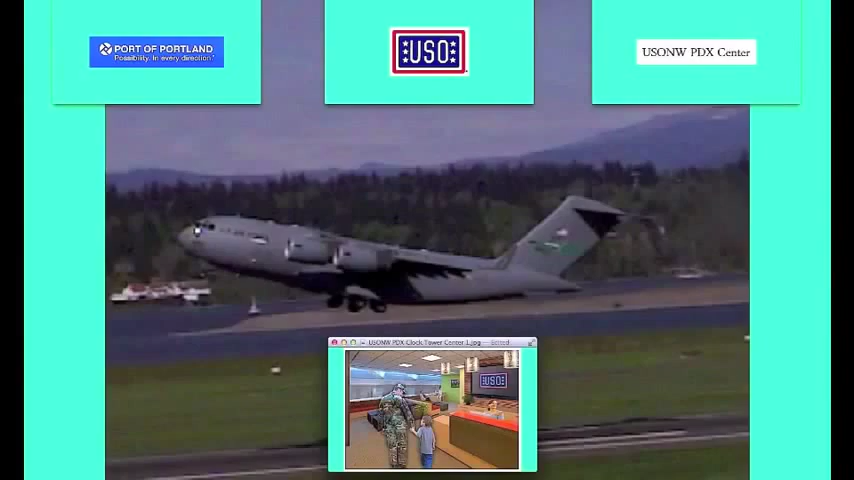 PORT OF PORTLAND
Possibility. In every direction.
USO
USONW PDX Center
USONW PDX Clock Tower Center 1.jpg — Edited
USO